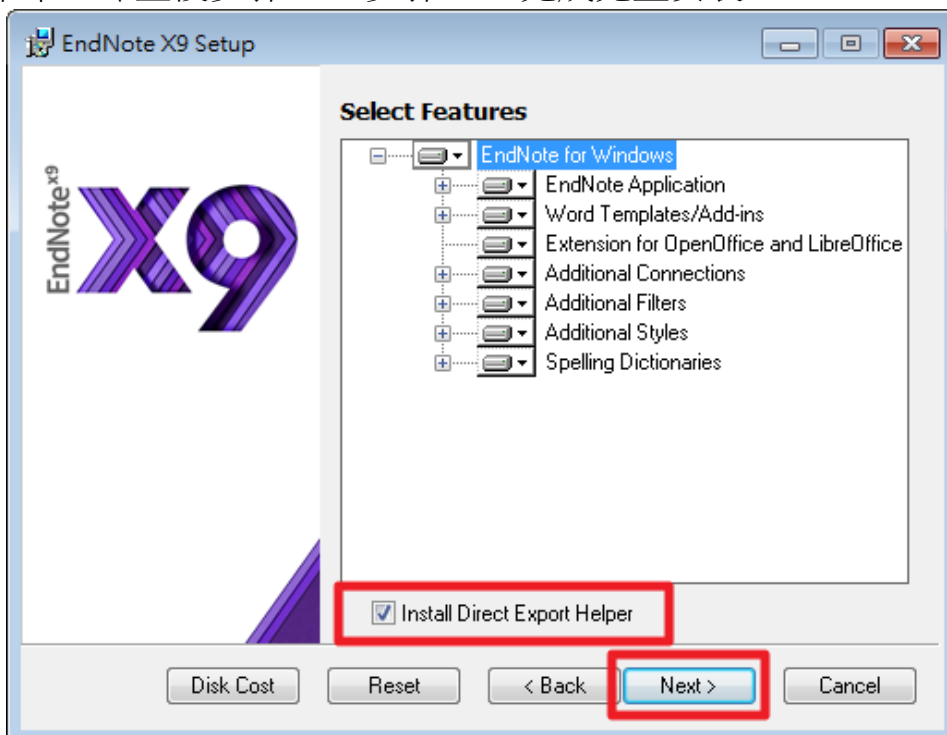 EndNote X9 Setup
Select Features
EndNote for Windows
EndNote Application
Word Templates/Add-ins
Extension for OpenOffice and LibreOffice
Additional Connections
Additional Filters
Additional Styles
Spelling Dictionaries
EndNote x9
X9
Install Direct Export Helper
Disk Cost
Reset
< Back
Next >
Cancel